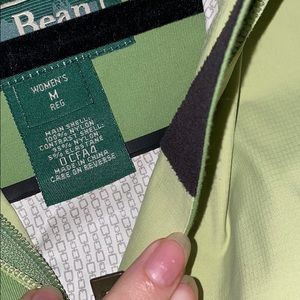 Bean
WOMEN'S
M
REG
MAIN SHELL:
100% NYLON
CONTRAST SHELL:
95% NYLON
5% ELASTANE
OCFA4
MADE IN CHINA
CARE ON REVERSE